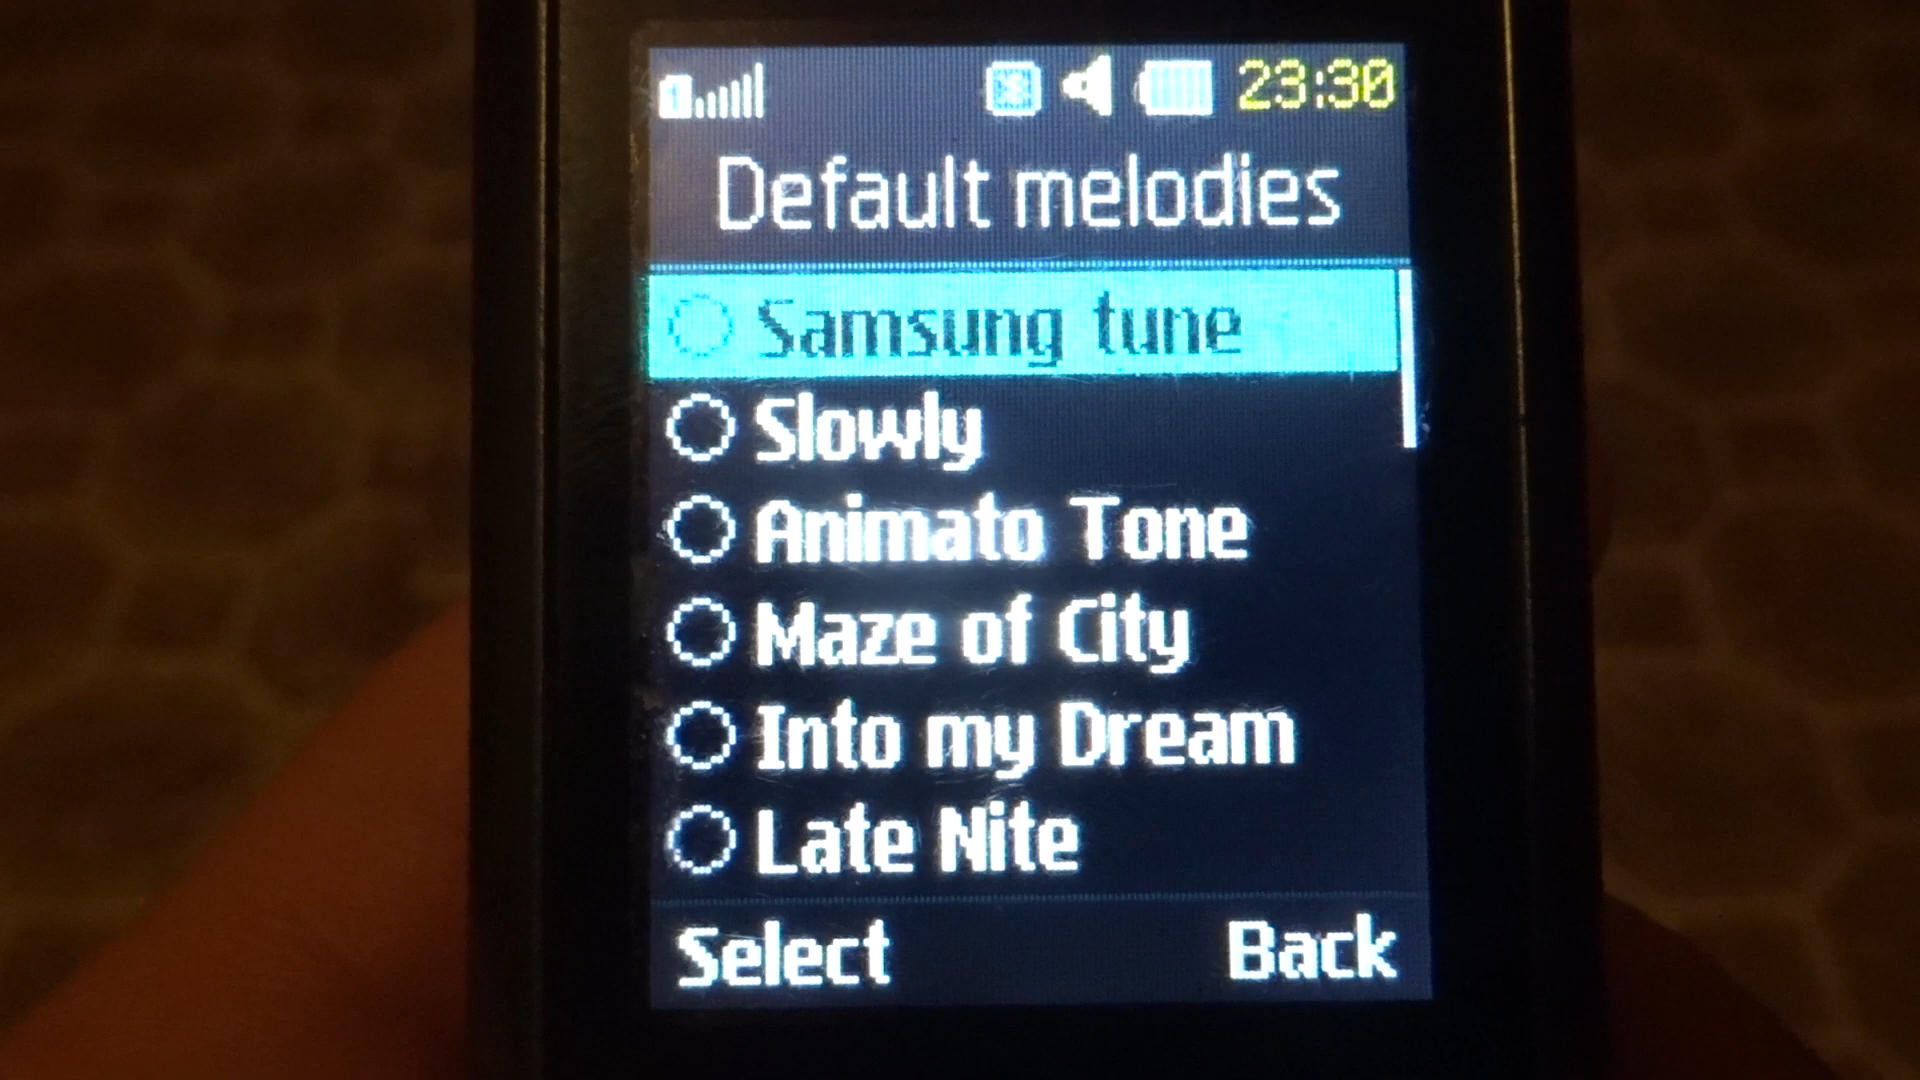 23:30
Default melodies
Samsung tune
Slowly
Animato Tone
Maze of City
Into my Dream
Late Nite
Select Back